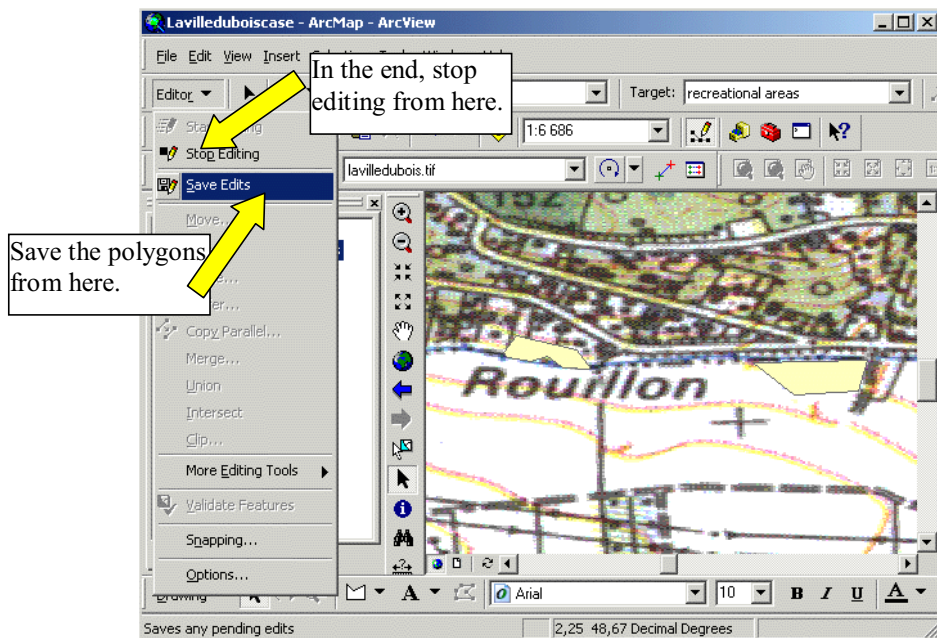 Lavilleduboiscase - ArcMap - ArcView
File Edit View Insert
In the end, stop
editing from here.
Editor
Target: recreational areas
1:6 686
Stop Editing
lavilledubois.tif
Save Edits
152
Move...
Save the polygons
from here.
Copy Parallel...
Merge...
Union
Rouillon
Intersect
Clip...
More Editing Tools
Validate Features
Snapping...
Options...
Drawing
A
Arial
10
B I U A
Saves any pending edits
2,25 48,67 Decimal Degrees